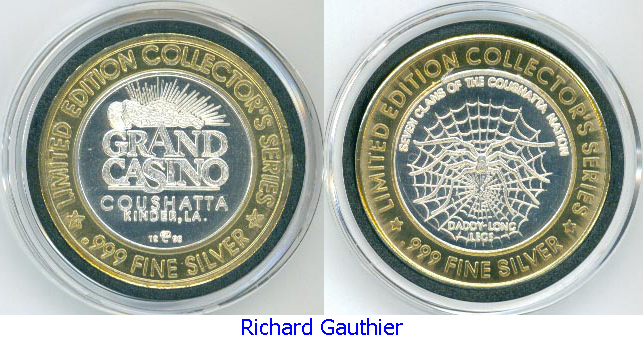 LIMITED EDITION COLLECTOR'S SERIES
GRAND
CASINO
COUSHATTA
KINDER, LA.
.999 FINE SILVER
LIMITED EDITION COLLECTOR'S SERIES
SEVEN CLANS OF THE COUSHATTA NATION
DADDY-LONG
LEGS
.999 FINE SILVER
Richard Gauthier